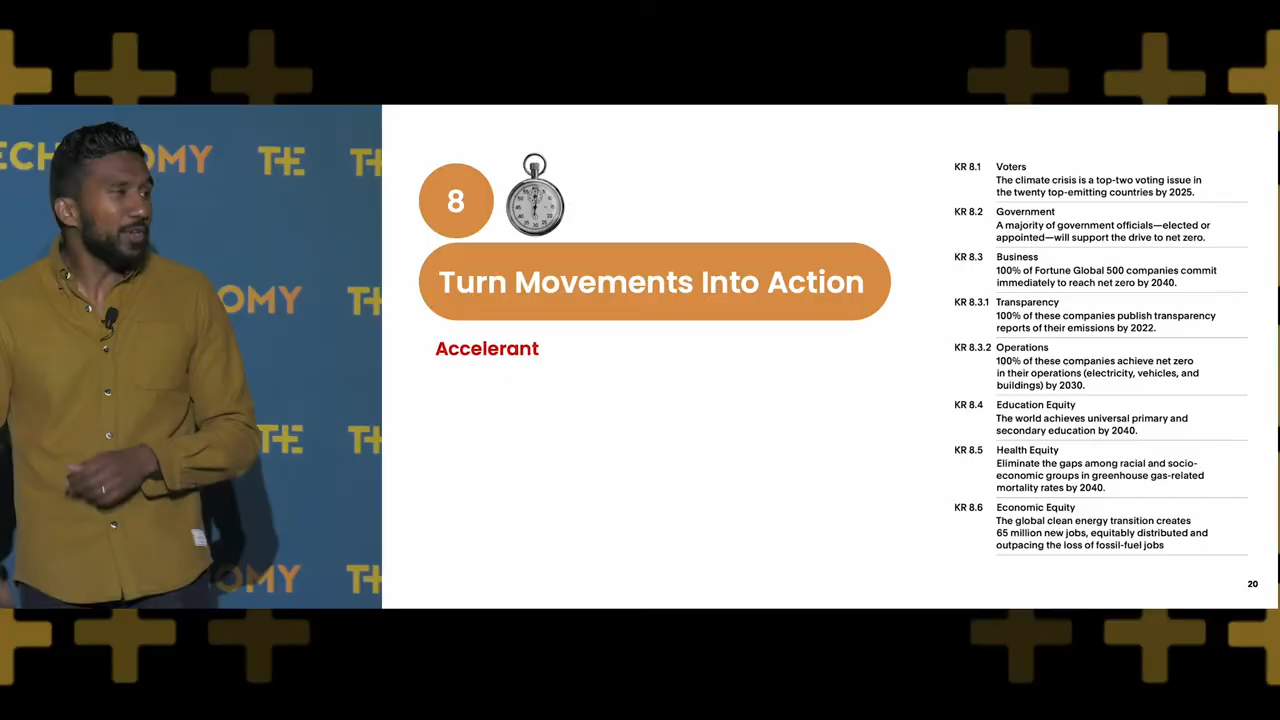 ECH OMY T+E T+
OMY T+
T+E T+
OMY T+
8
Turn Movements Into Action
Accelerant
KR 8.1 Voters
The climate crisis is a top-two voting issue in
the twenty top-emitting countries by 2025.
KR 8.2 Government
A majority of government officials—elected or
appointed—will support the drive to net zero.
KR 8.3 Business
100% of Fortune Global 500 companies commit
immediately to reach net zero by 2040.
KR 8.3.1 Transparency
100% of these companies publish transparency
reports of their emissions by 2022.
KR 8.3.2 Operations
100% of these companies achieve net zero
in their operations (electricity, vehicles, and
buildings) by 2030.
KR 8.4 Education Equity
The world achieves universal primary and
secondary education by 2040.
KR 8.5 Health Equity
Eliminate the gaps among racial and socio-
economic groups in greenhouse gas-related
mortality rates by 2040.
KR 8.6 Economic Equity
The global clean energy transition creates
65 million new jobs, equitably distributed and
outpacing the loss of fossil-fuel jobs
20